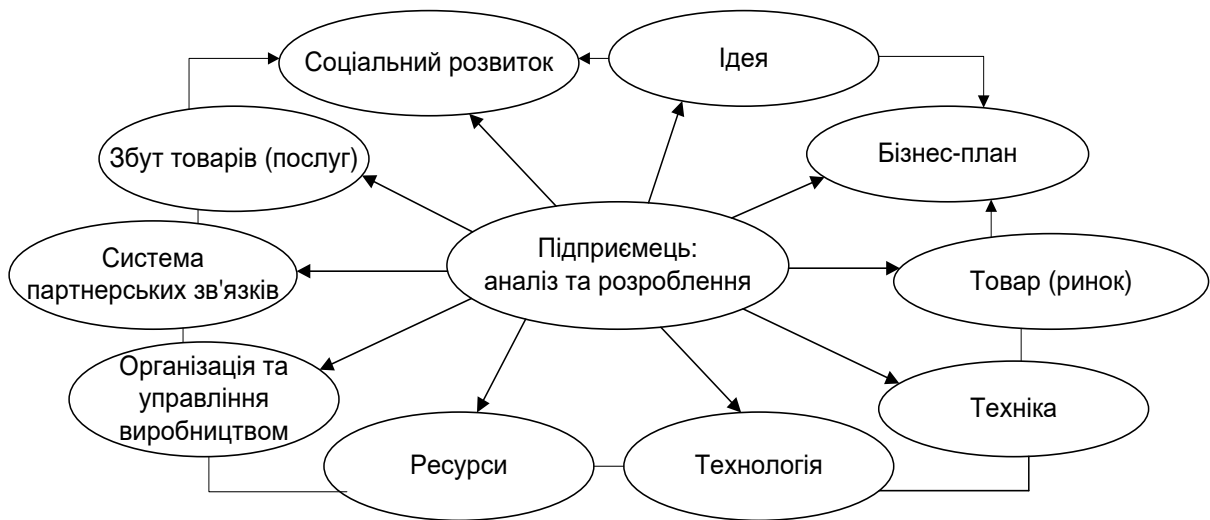 Соціальний розвиток
Ідея
Збут товарів (послуг)
Бізнес-план
Підприємець:
аналіз та розроблення
Система
партнерських зв'язків
Товар (ринок)
Організація та
управління
виробництвом
Техніка
Ресурси
Технологія